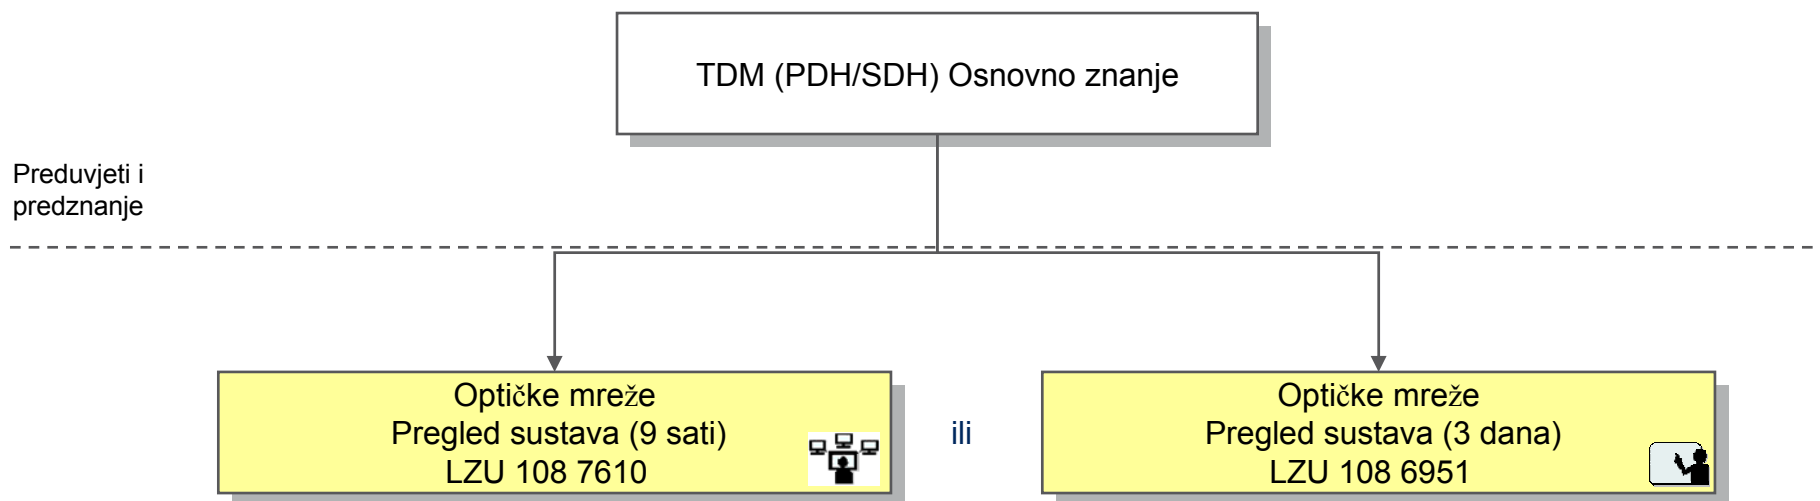 TDM (PDH/SDH) Osnovno znanje
Preduvjeti i
predznanje
Optičke mreže
Pregled sustava (9 sati)
LZU 108 7610
ili
Optičke mreže
Pregled sustava (3 dana)
LZU 108 6951